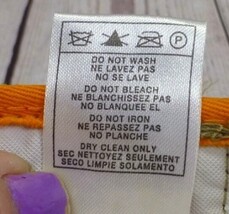 P
DO NOT WASH
NE LAVEZ PAS
NO SE LAVE
DO NOT BLEACH
NE BLANCHISSEZ PAS
NO BLANQUEE EL
DO NOT IRON
NE REPASSEZ PAS
NO PLANCHE
DRY CLEAN ONLY
SEC NETTOYEZ SEULEMENT
SECO LIMPIE SOLAMENTO